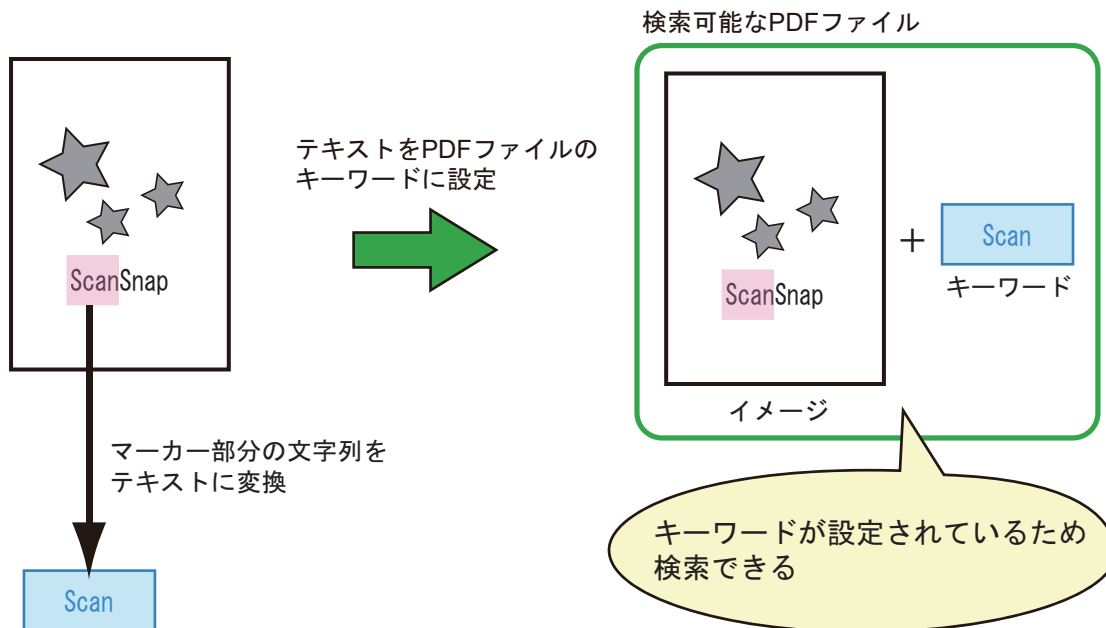 検索可能なPDFファイル
テキストをPDFファイルの
キーワードに設定
ScanSnap
マーカー部分の文字列を
テキストに変換
Scan
ScanSnap
イメージ
+
Scan
キーワード
キーワードが設定されているため
検索できる